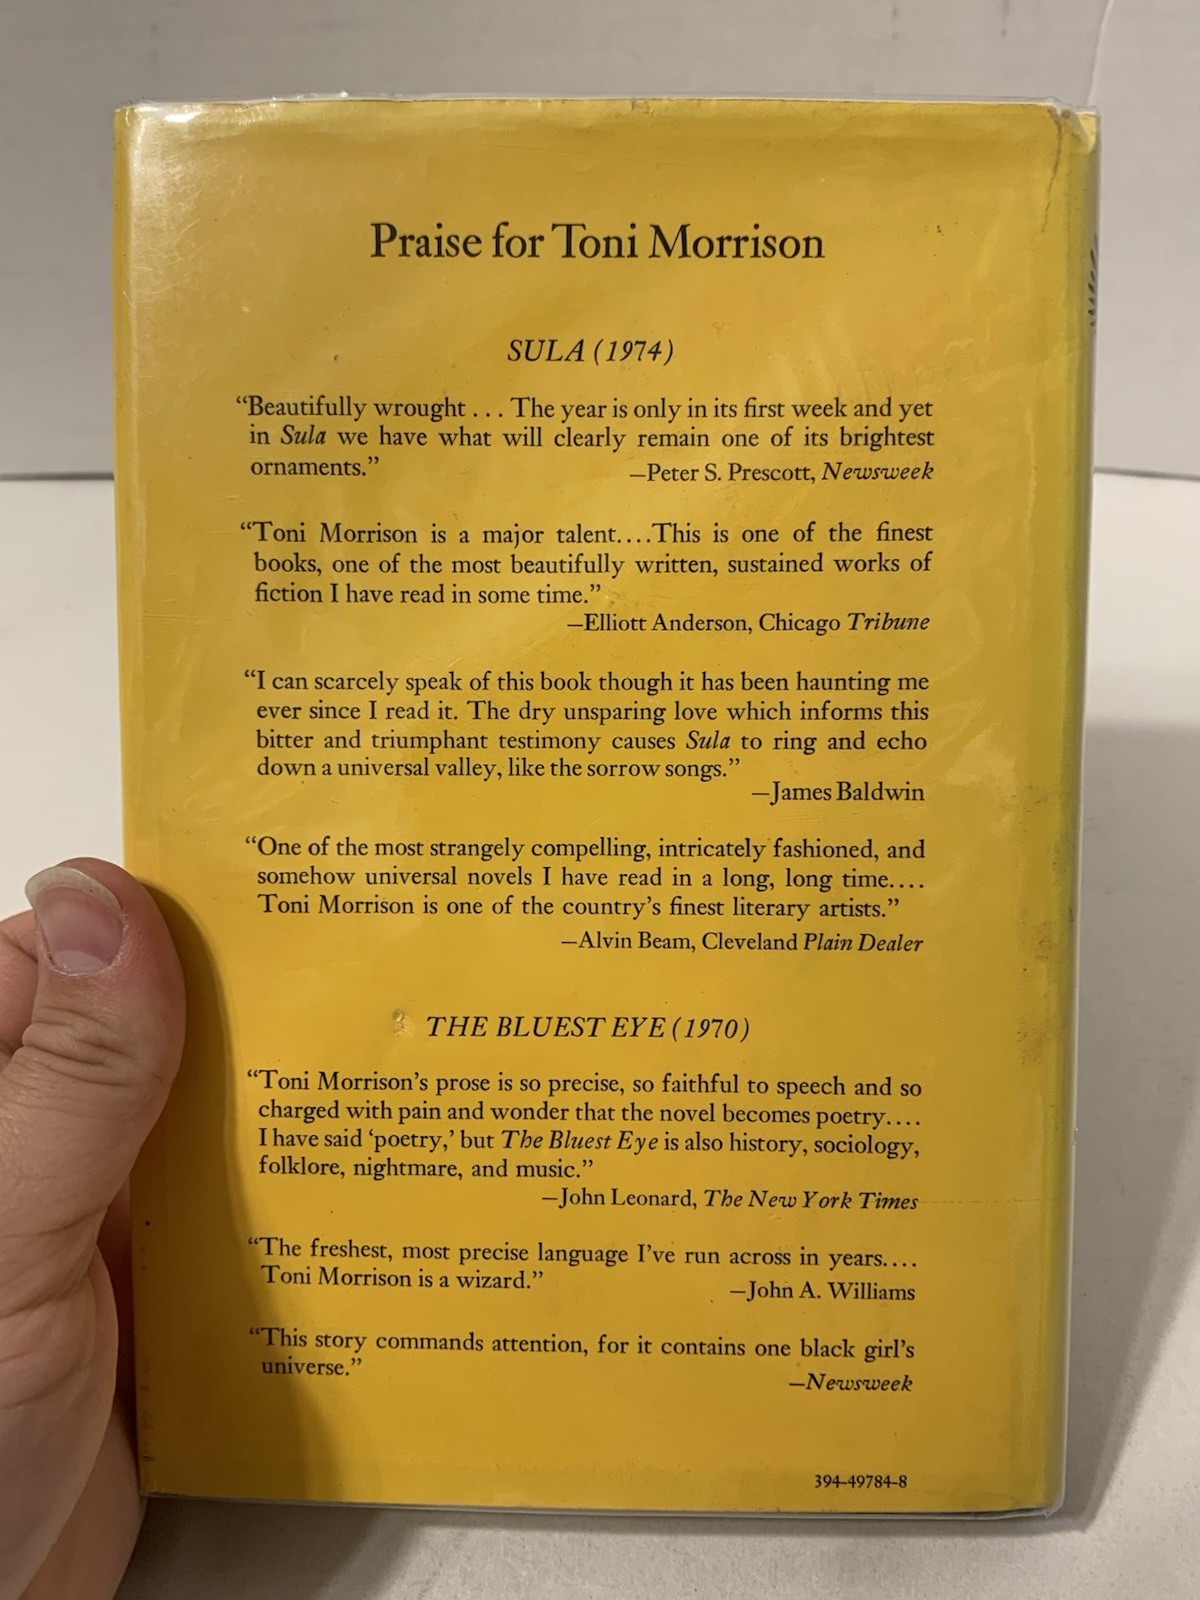 Praise for Toni Morrison
SULA (1974)
“Beautifully wrought . . . The year is only in its first week and yet
in Sula we have what will clearly remain one of its brightest
ornaments.”
—Peter S. Prescott, Newsweek
“Toni Morrison is a major talent....This is one of the finest
books, one of the most beautifully written, sustained works of
fiction I have read in some time.”
—Elliott Anderson, Chicago Tribune
“I can scarcely speak of this book though it has been haunting me
ever since I read it. The dry unsparing love which informs this
bitter and triumphant testimony causes Sula to ring and echo
down a universal valley, like the sorrow songs.”
—James Baldwin
“One of the most strangely compelling, intricately fashioned, and
somehow universal novels I have read in a long, long time....
Toni Morrison is one of the country’s finest literary artists.”
—Alvin Beam, Cleveland Plain Dealer
THE BLUEST EYE (1970)
“Toni Morrison’s prose is so precise, so faithful to speech and so
charged with pain and wonder that the novel becomes poetry....
I have said ‘poetry,’ but The Bluest Eye is also history, sociology,
folklore, nightmare, and music.”
—John Leonard, The New York Times
“The freshest, most precise language I’ve run across in years....
Toni Morrison is a wizard.”
—John A. Williams
“This story commands attention, for it contains one black girl’s
universe.”
—Newsweek
394-49784-8